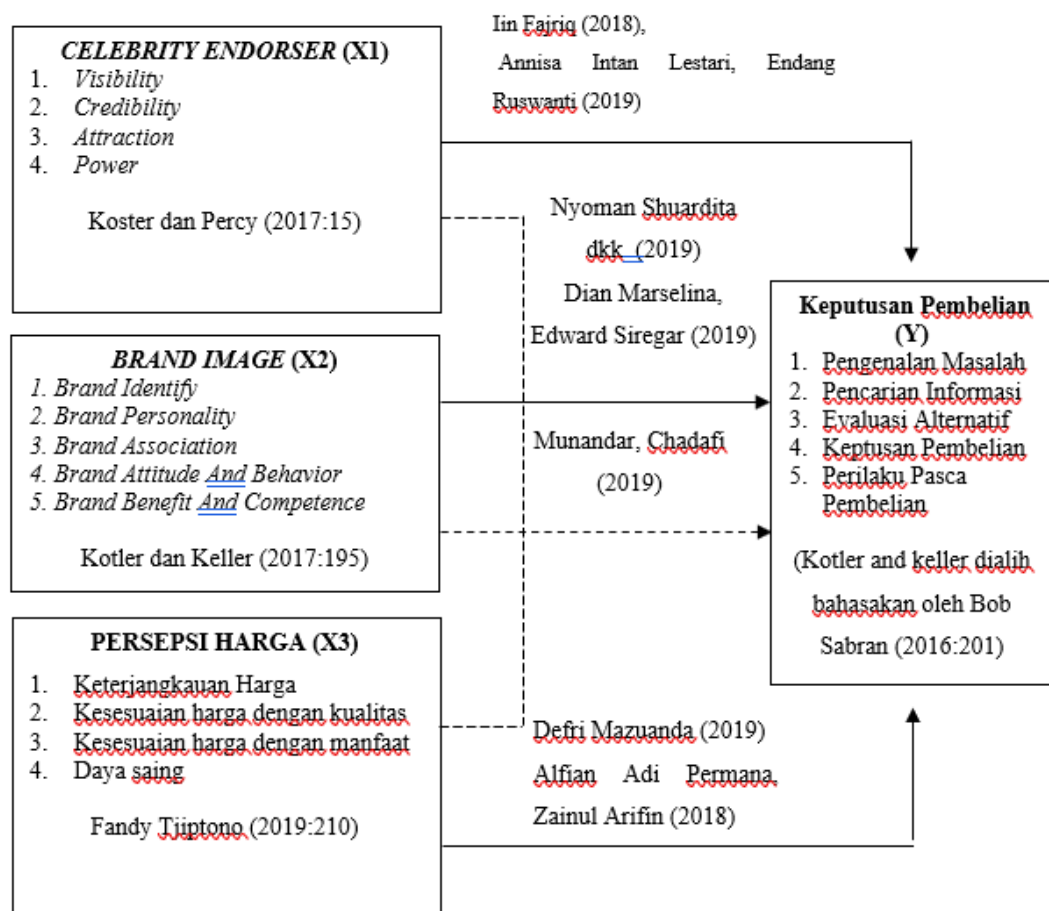 CELEBRITY ENDORSER (X1)
1. Visibility
2. Credibility
3. Attraction
4. Power
Koster dan Percy (2017:15)
Iin Fajriq (2018),
Annisa Intan Lestari, Endang
Ruswanti (2019)
BRAND IMAGE (X2)
1. Brand Identify
2. Brand Personality
3. Brand Association
4. Brand Attitude And Behavior
5. Brand Benefit And Competence
Kotler dan Keller (2017:195)
Nyoman Shuardita
dkk (2019)
Dian Marselina,
Edward Siregar (2019)
Munandar, Chadafi
(2019)
PERSEPSI HARGA (X3)
1. Keterjangkauan Harga
2. Kesesuaian harga dengan kualitas
3. Kesesuaian harga dengan manfaat
4. Daya saing
Fandy Tjiptono (2019:210)
Defri Mazuanda (2019)
Alfian Adi Permana,
Zainul Arifin (2018)
Keputusan Pembelian
(Y)
1. Pengenalan Masalah
2. Pencarian Informasi
3. Evaluasi Alternatif
4. Keptusan Pembelian
5. Perilaku Pasca
Pembelian
(Kotler and keller dialih
bahasakan oleh Bob
Sabran (2016:201)